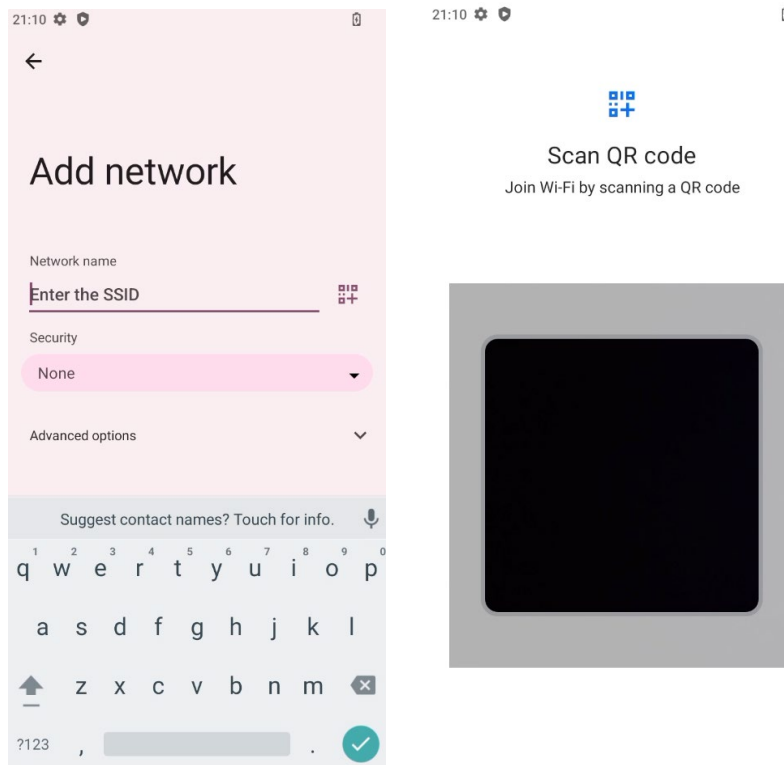 21:10
Add network
Network name
Enter the SSID
Security
None
Advanced options
Suggest contact names? Touch for info.
1 2 3 4 5 6 7 8 9 0
q w e r t y u i o p
a s d f g h j k l
z x c v b n m
?123 , .
21:10
Scan QR code
Join Wi-Fi by scanning a QR code